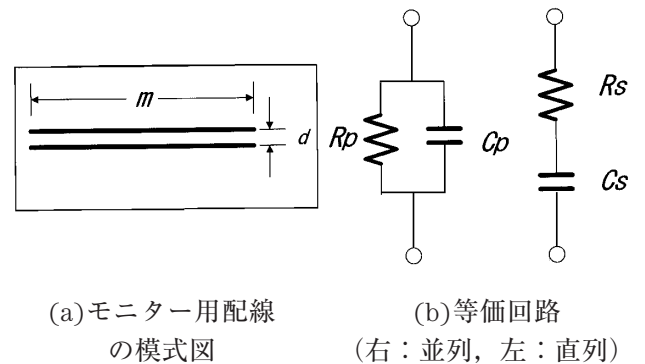 m
d
Rp
Cp
Rs
Cs
(a)モニター用配線
の模式図
(b)等価回路
(右：並列，左：直列)